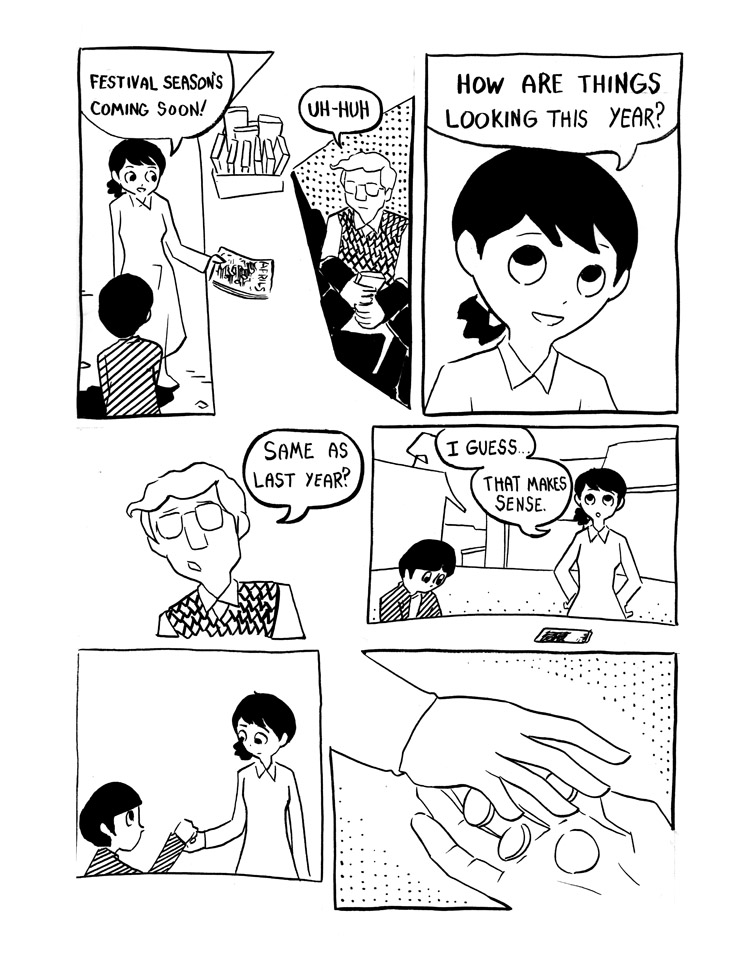 FESTIVAL SEASON'S
COMING SOON!
UH-HUH
HOW ARE THINGS
LOOKING THIS YEAR?
SAME AS
LAST YEAR?
I GUESS...
THAT MAKES
SENSE.